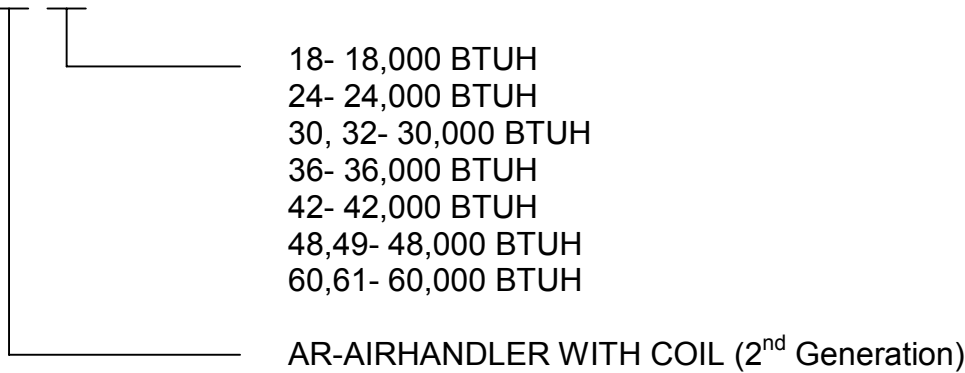 18- 18,000 BTUH
24- 24,000 BTUH
30, 32- 30,000 BTUH
36- 36,000 BTUH
42- 42,000 BTUH
48,49- 48,000 BTUH
60,61- 60,000 BTUH
AR-AIRHANDLER WITH COIL (2nd Generation)